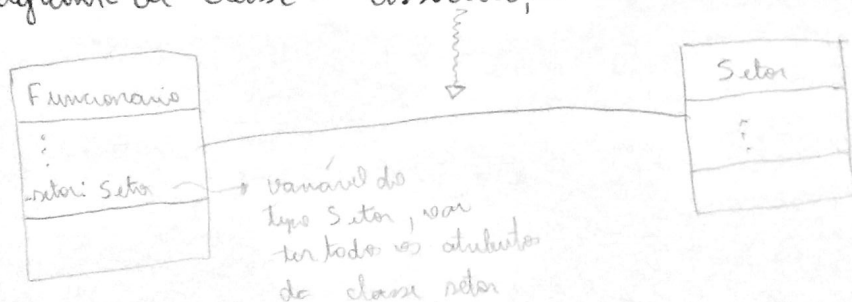 diagrama de classe associação
Funcionario
:
-setor: Setor
variável do
tipo Setor, vai
ter todos os atributos
da classe setor
Setor
: